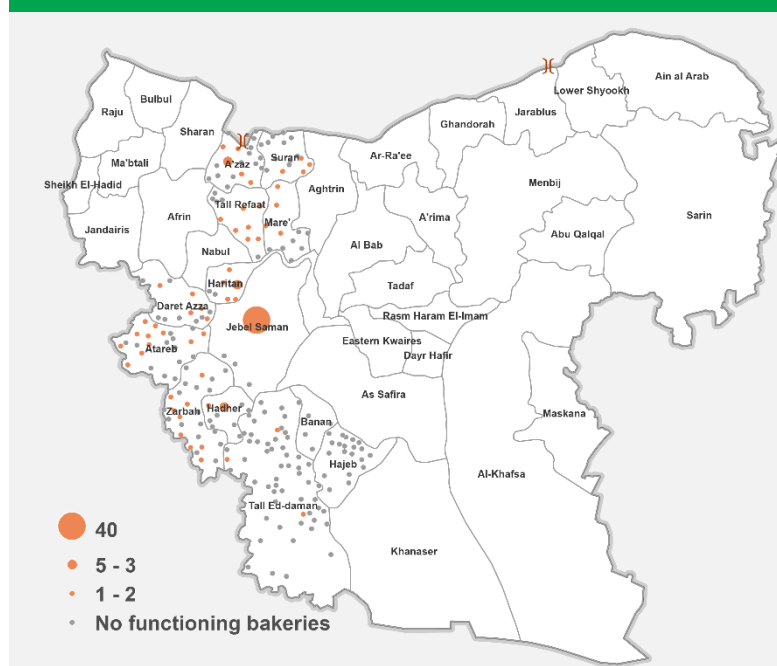 Ain al Arab
Lower Shyookh
Bulbul
Raju
Jarablus
Ghandorah
Sharan
Ma'btali
A'zaz
Suran
Ar-Ra'ee
Sheikh El-Hadid
Aghtrin
Menbij
Tall Refaat
Afrin
Mare'
A'rima
Sarin
Jandairis
Abu Qalqal
Nabul
Al Bab
Haritan
Tadaf
Daret Azza
Rasm Haram El-Imam
Jebel Saman
Eastern Kwaires
Atareb
Dayr Hafir
As Safira
Zarbah
Hadher
Maskana
Banan
Hajeb
Al-Khafsa
Tall Ed-daman
Khanaser
40
5 - 3
1 - 2
No functioning bakeries